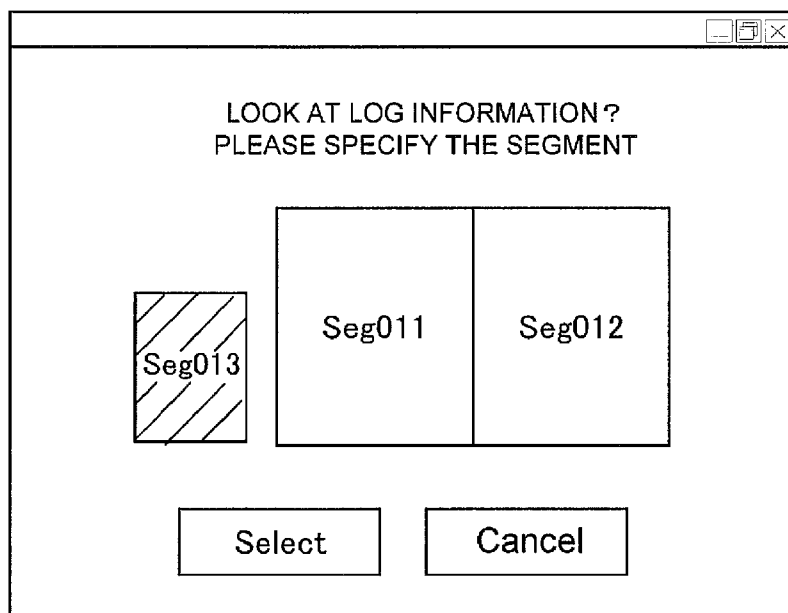 LOOK AT LOG INFORMATION?
PLEASE SPECIFY THE SEGMENT
Seg011
Seg012
Seg013
Select
Cancel